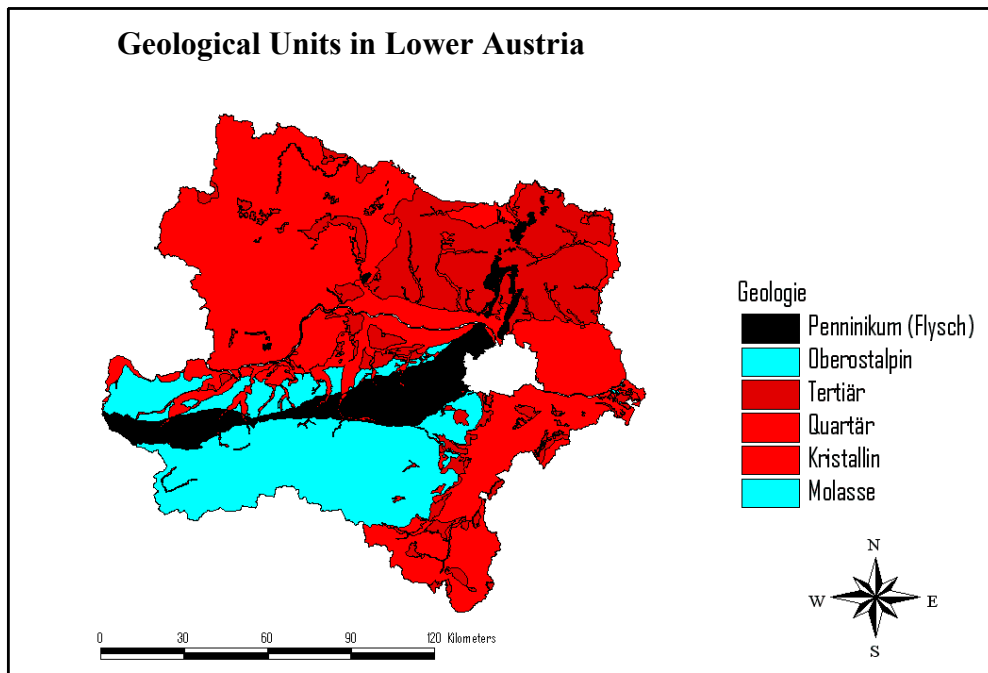 Geological Units in Lower Austria
Geologie
Penninikum (Flysch)
Oberostalpin
Tertiär
Quartär
Kristallin
Molasse
N
W E
S
0 30 60 90 120 Kilometers